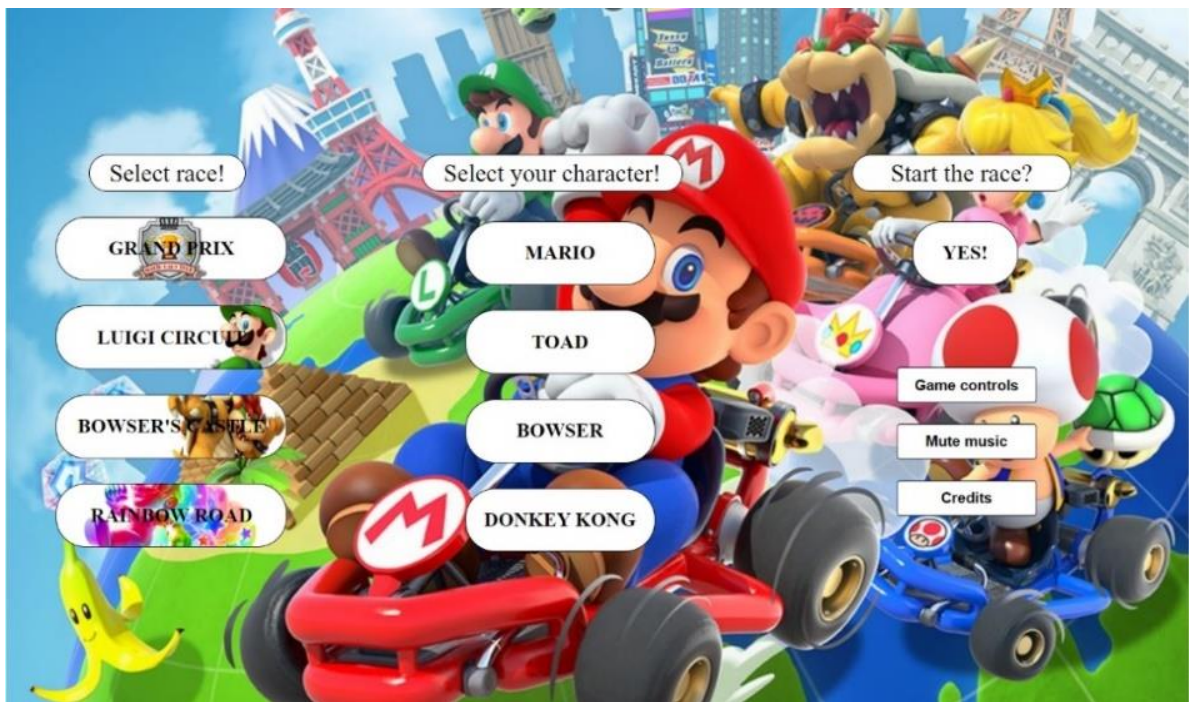 Select race!
GRAND PRIX
LUIGI CIRCUIT
BOWSER'S CASTLE
RAINBOW ROAD
Select your character!
MARIO
TOAD
BOWSER
DONKEY KONG
Start the race?
YES!
Game controls
Mute music
Credits
M
L
M